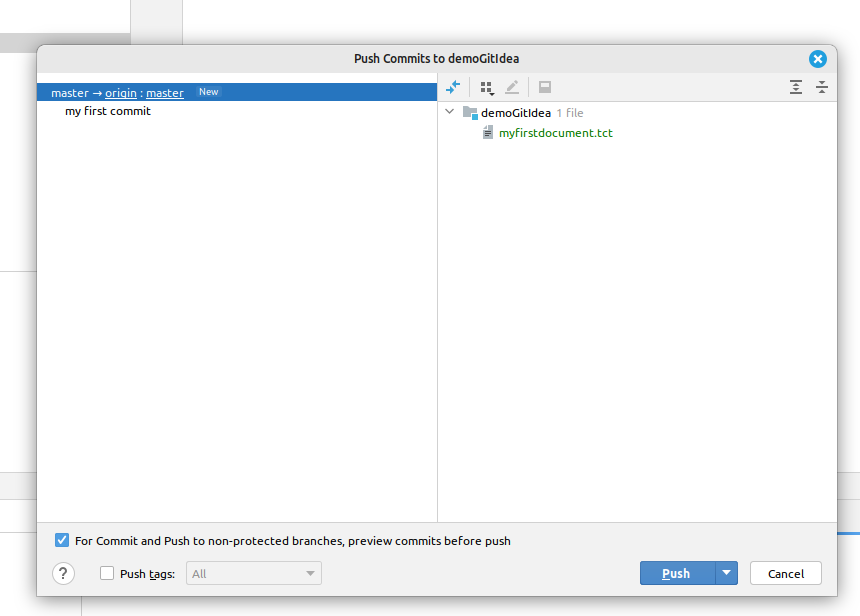 Push Commits to demoGitIdea
master → origin : master New
my first commit
demoGitIdea 1 file
myfirstdocument.tct
For Commit and Push to non-protected branches, preview commits before push
? Push tags: All
Push Cancel